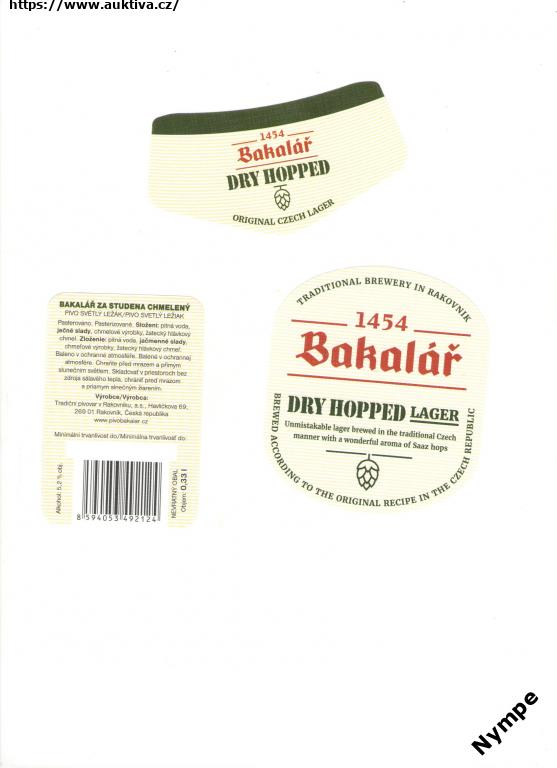 https://www.auktiva.cz/
1454
Bakalář
DRY HOPPED
ORIGINAL CZECH LAGER
BAKALÁŘ ZA STUDENA CHMELENÝ
PIVO SVĚTLÝ LEŽÁK/PIVO SVETLÝ LEŽIAK
Pasterováno. Pasterizované. Složení: pitná voda,
ječné slady, chmelové výrobky, žatecký hlávkový
chmel. Zloženie: pitná voda, jačmenné slady,
chmeľové výrobky, žatecký hlávkový chmeľ.
Baleno v ochranné atmosféře. Balené v ochrannej
atmosfére. Chraňte před mrazem a přímým
slunečním světlem. Skladovať v priestoroch bez
zdroja sálavého tepla, chrániť pred mrazom
a priamym slnečným žiarením.
Výrobce/Výrobca:
Tradiční pivovar v Rakovníku, a.s., Havlíčkova 69,
269 01 Rakovník, Česká republika
www.pivobakalar.cz
Minimální trvanlivost do/Minimálna trvanlivosť do:
Alkohol: 5,2 % obj.
8 594053 492124
NEVRATNÝ OBAL
Objem: 0,33 l
TRADITIONAL BREWERY IN RAKOVNIK
1454
Bakalář
DRY HOPPED LAGER
Unmistakable lager brewed in the traditional Czech
manner with a wonderful aroma of Saaz hops
BREWED ACCORDING TO THE ORIGINAL RECIPE IN THE CZECH REPUBLIC
Nympe